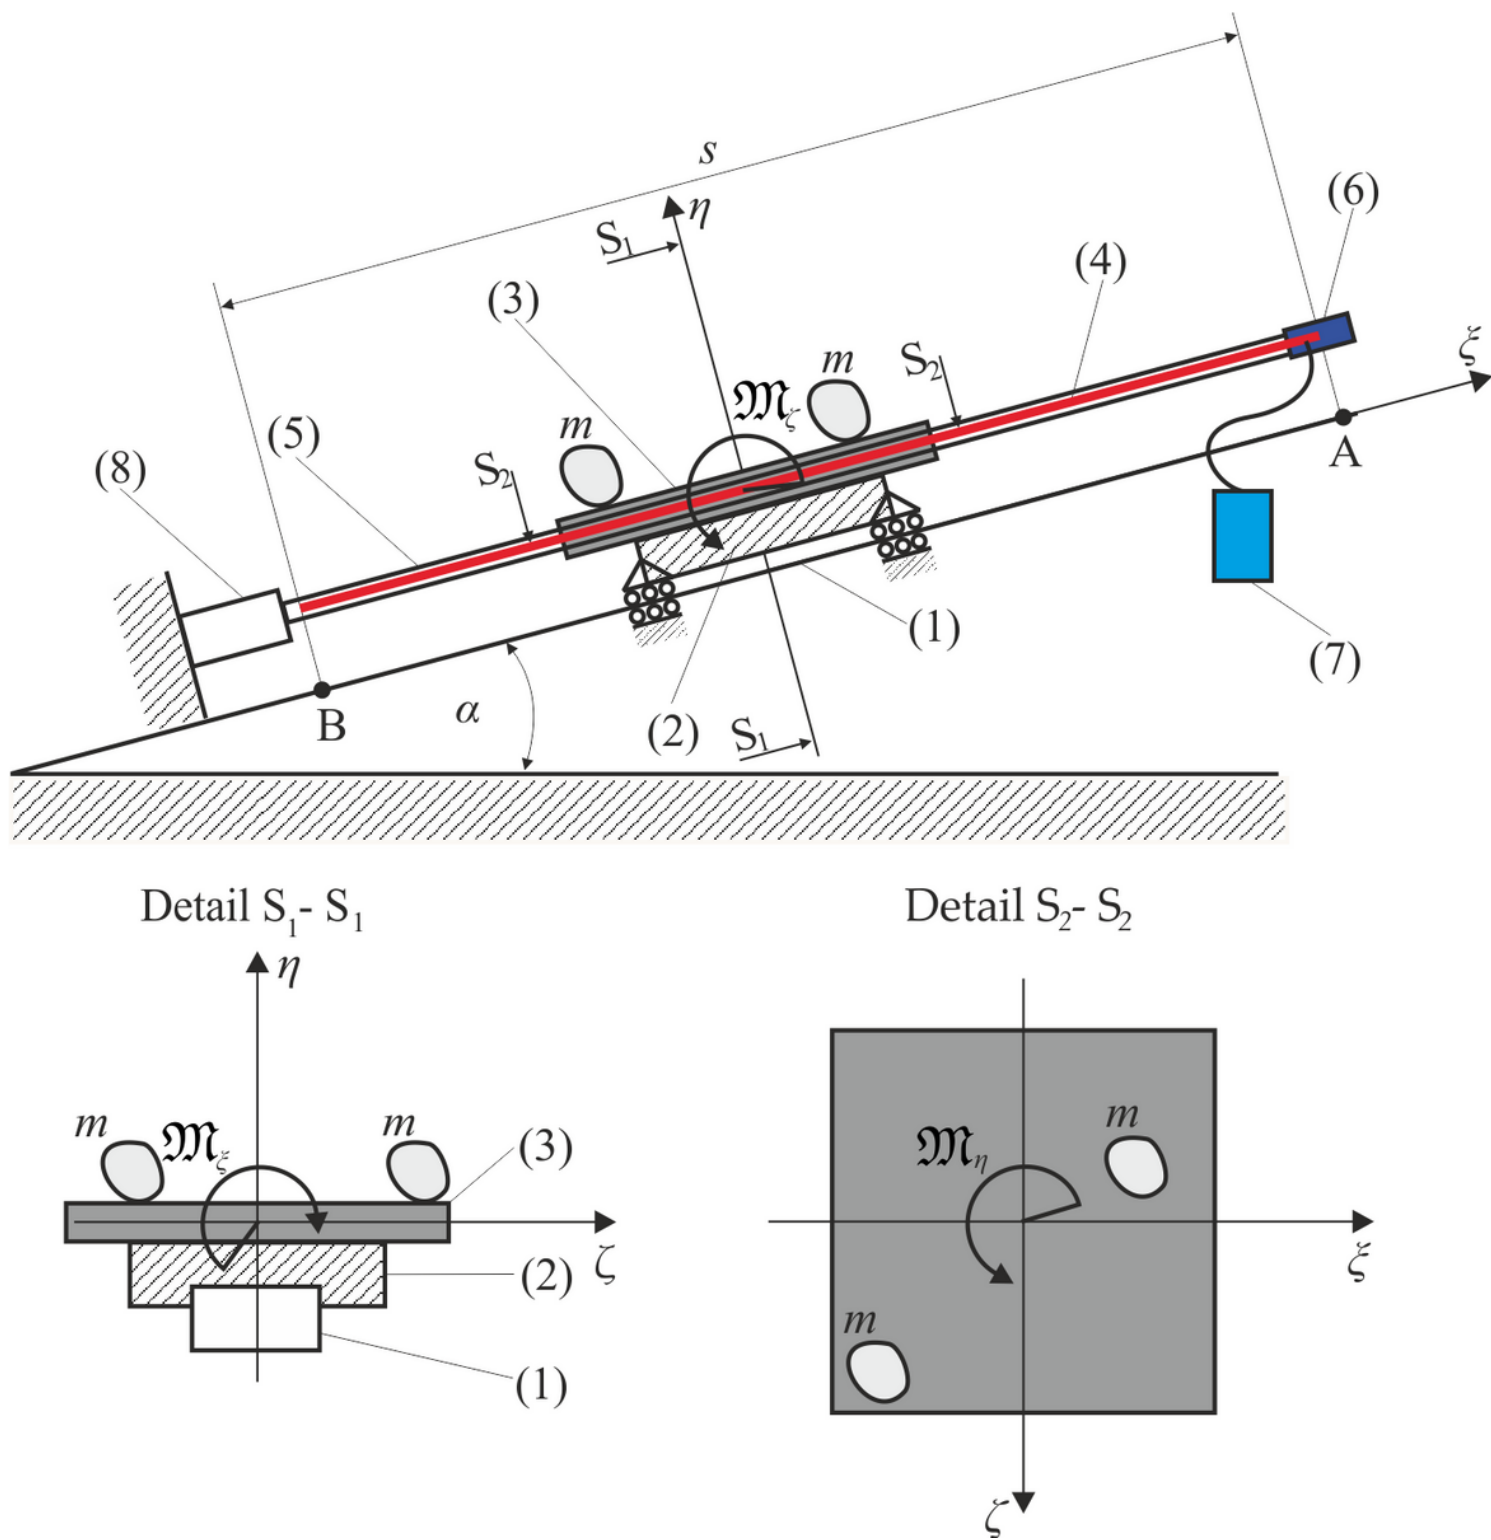 s
(6)
η
S₁
(4)
(3)
ξ
m
S₂
𝔐ζ
m
(5)
A
(8)
S₂
(1)
(7)
B
α
(2)
S₁
Detail S₁- S₁
Detail S₂- S₂
η
m
𝔐ξ
m
(3)
m
𝔐η
ζ
(2)
ξ
m
(1)
ζ